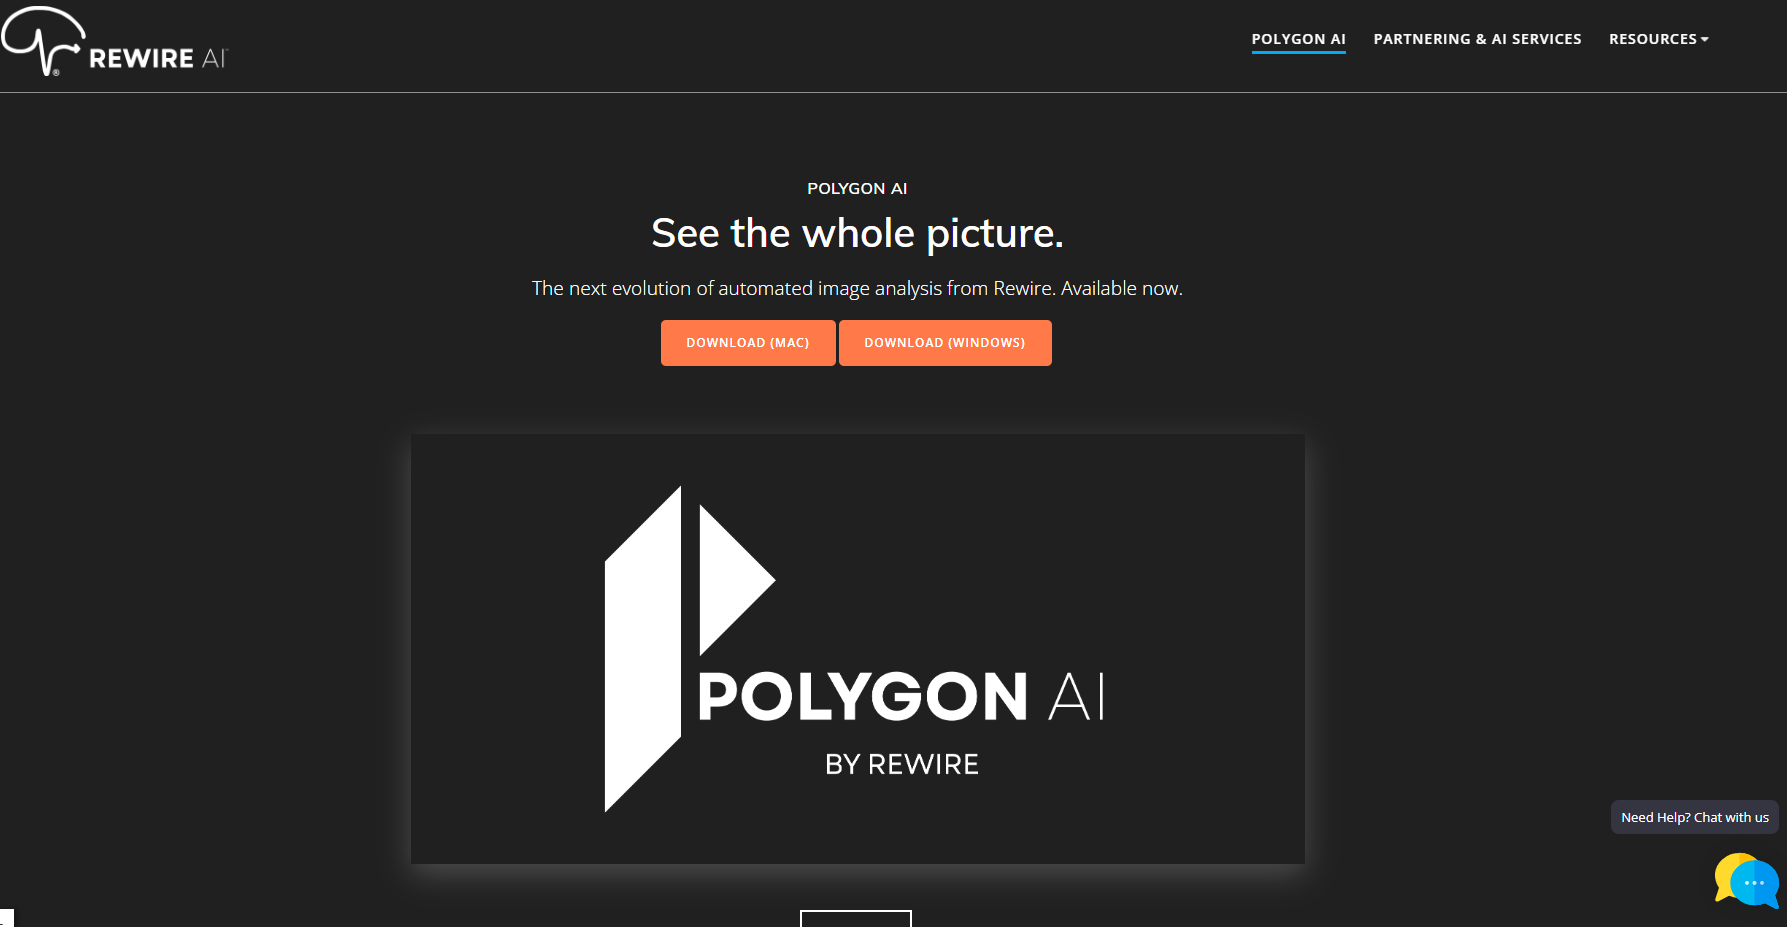 REWIRE AI™
®
POLYGON AI
PARTNERING & AI SERVICES
RESOURCES
POLYGON AI
See the whole picture.
The next evolution of automated image analysis from Rewire. Available now.
DOWNLOAD (MAC)
DOWNLOAD (WINDOWS)
POLYGON AI
BY REWIRE
Need Help? Chat with us